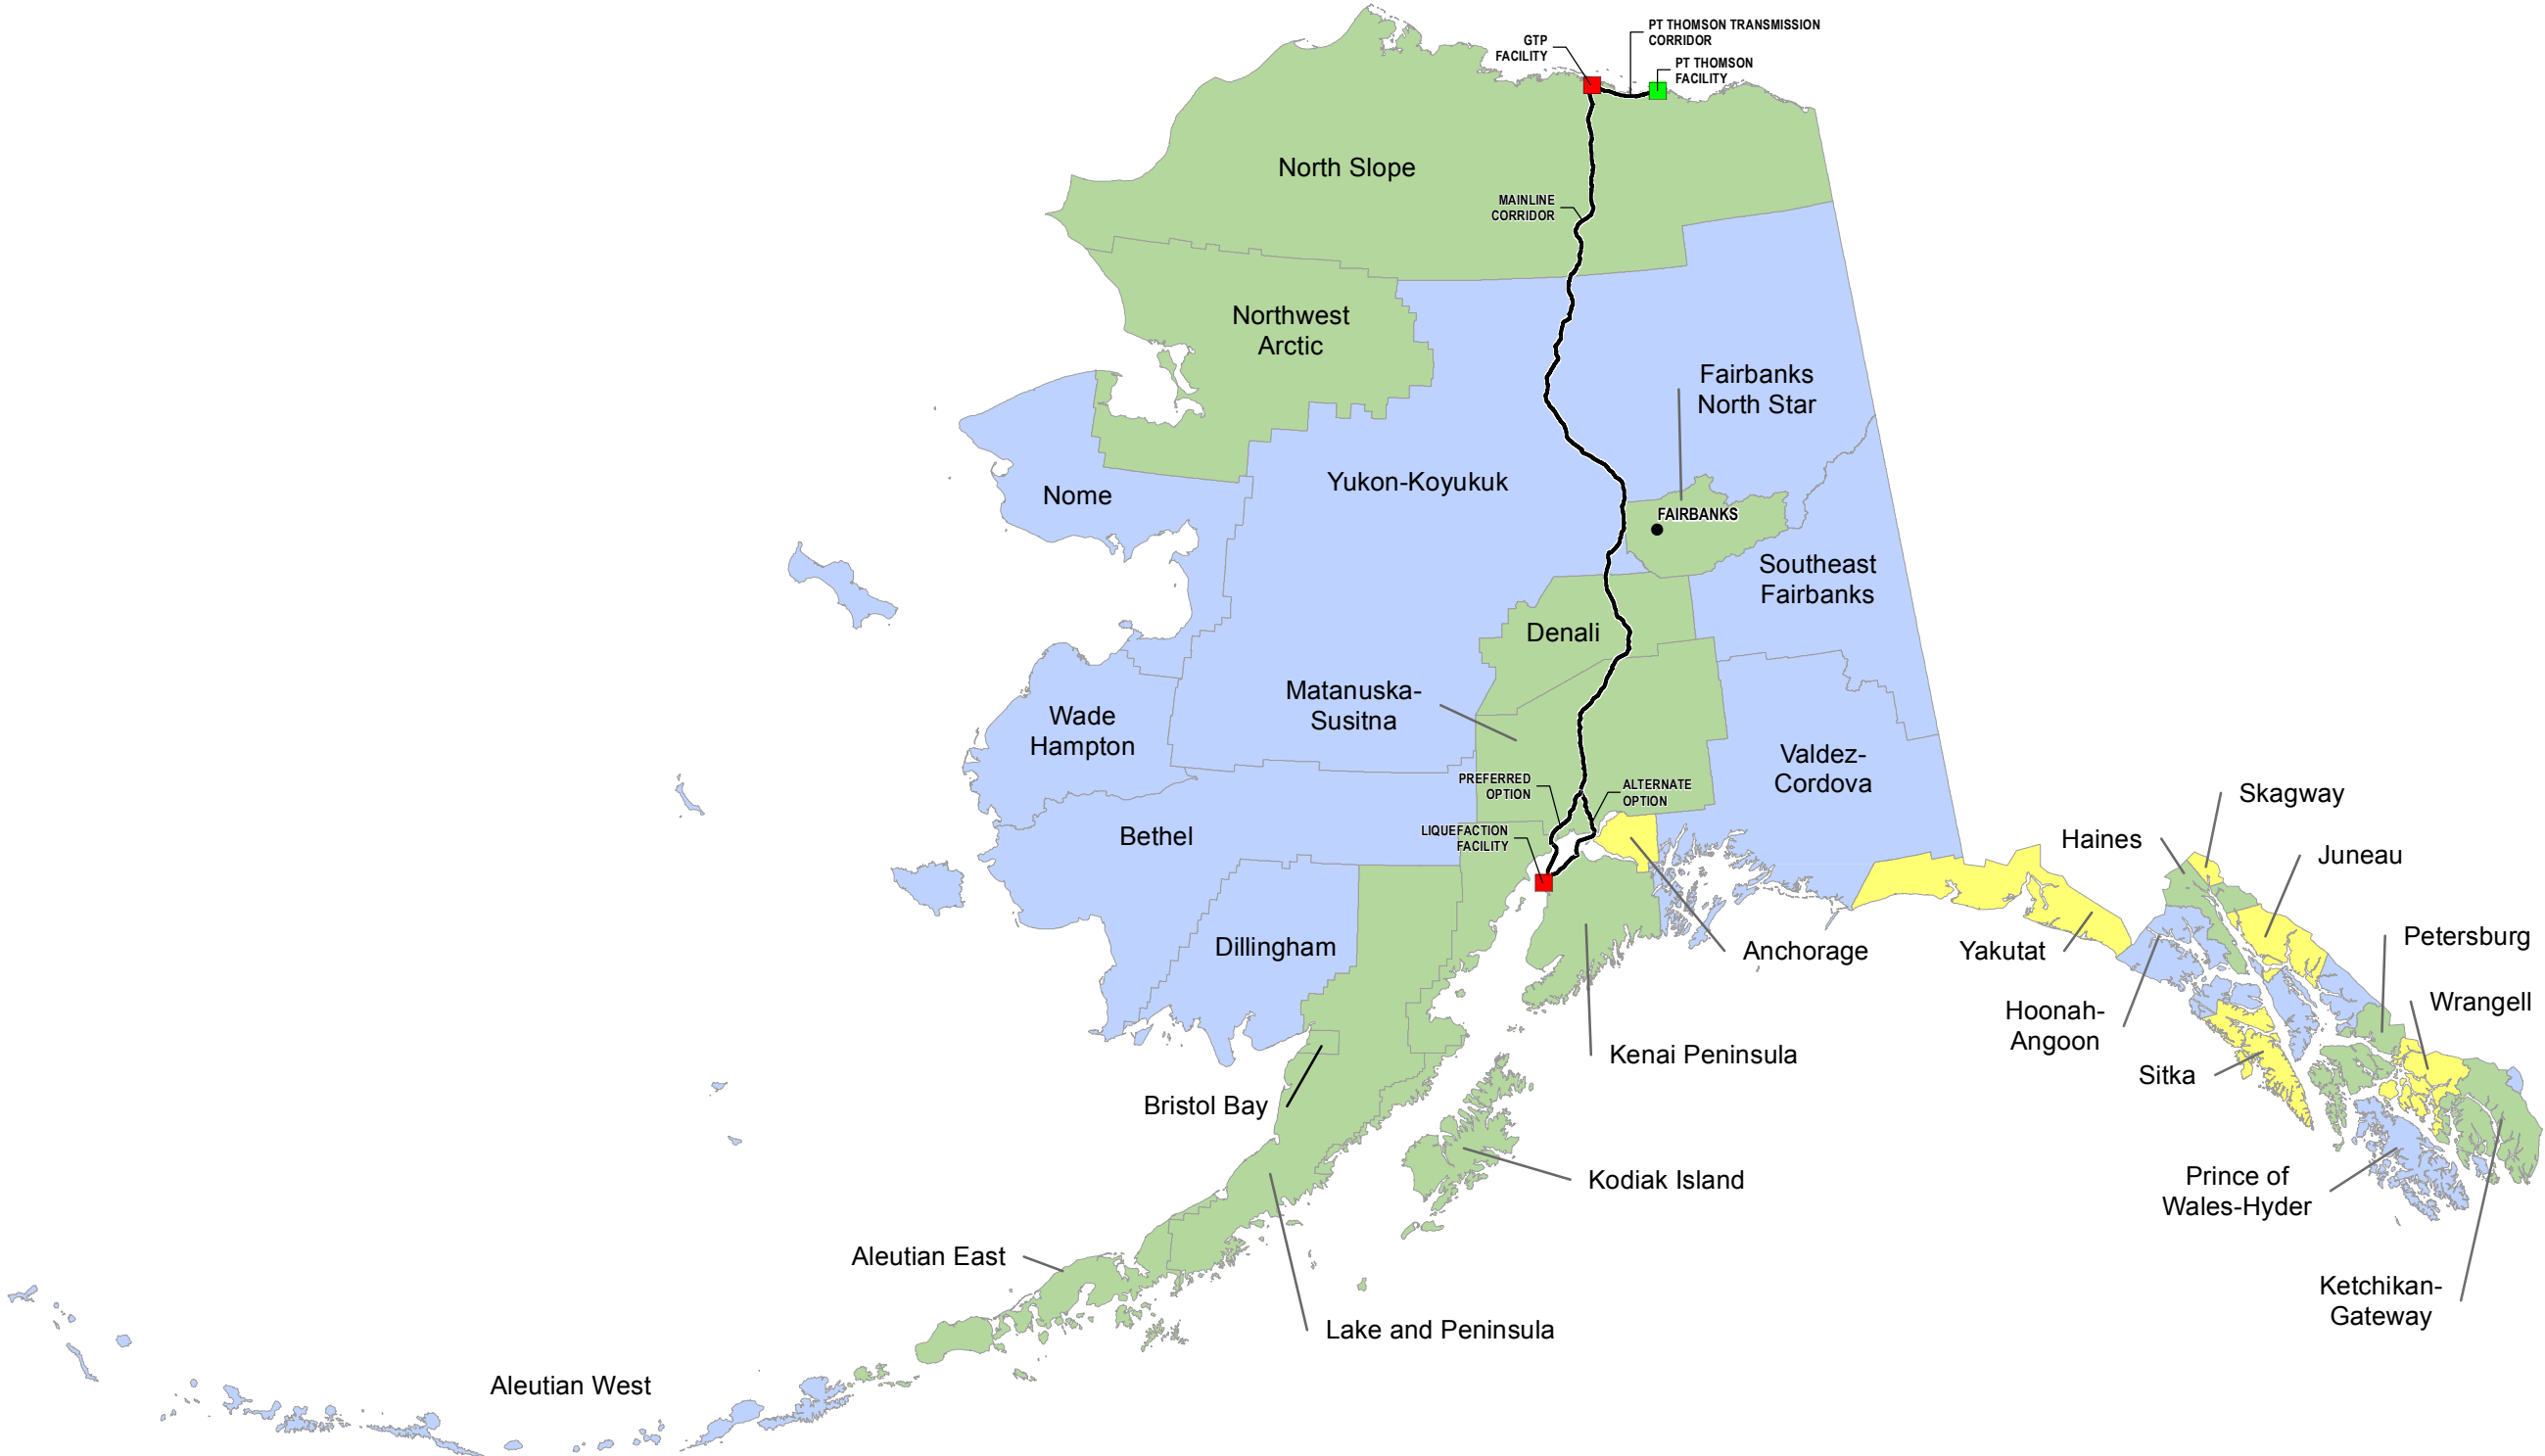 PT THOMSON TRANSMISSION
CORRIDOR
GTP
FACILITY
PT THOMSON
FACILITY
North Slope
MAINLINE
CORRIDOR
Northwest
Arctic
Fairbanks
North Star
Yukon-Koyukuk
Nome
FAIRBANKS
Southeast
Fairbanks
Denali
Matanuska-
Susitna
Wade
Hampton
Valdez-
Cordova
PREFERRED
OPTION
ALTERNATE
OPTION
Skagway
LIQUEFACTION
FACILITY
Bethel
Haines
Juneau
Dillingham
Anchorage
Yakutat
Petersburg
Wrangell
Hoonah-
Angoon
Kenai Peninsula
Sitka
Bristol Bay
Kodiak Island
Prince of
Wales-Hyder
Aleutian East
Ketchikan-
Gateway
Lake and Peninsula
Aleutian West